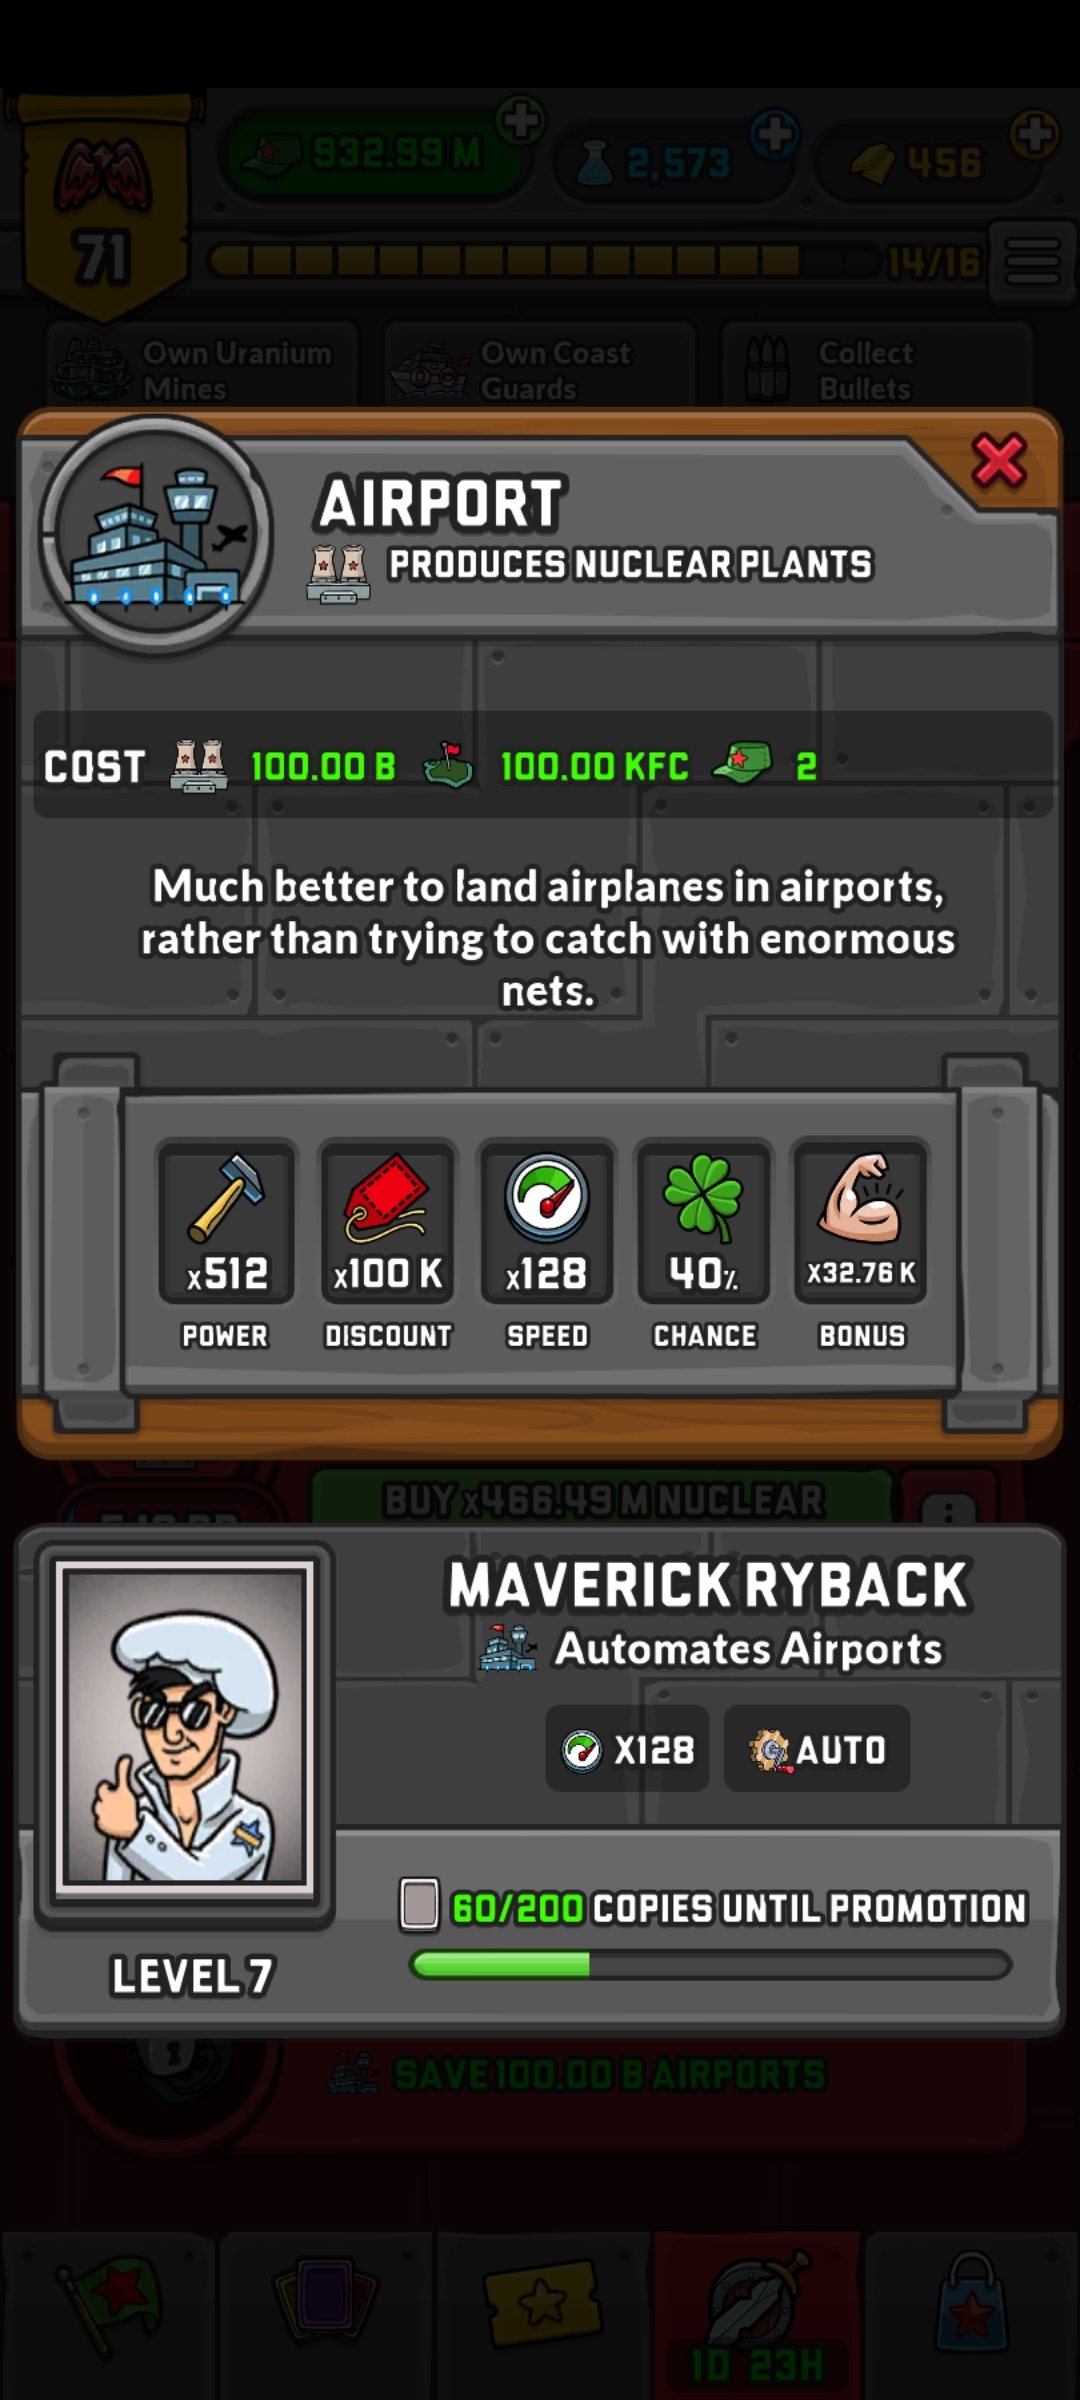 932.99 M
2,573
456
71
14/16
Own Uranium
Mines
Own Coast
Guards
Collect
Bullets
AIRPORT
PRODUCES NUCLEAR PLANTS
COST 100.00 B 100.00 KFC 2
Much better to land airplanes in airports,
rather than trying to catch with enormous
nets.
x512 x100 K x128 40% x32.76 K
POWER DISCOUNT SPEED CHANCE BONUS
BUY x466.49 M NUCLEAR
MAVERICK RYBACK
Automates Airports
X128 AUTO
60/200 COPIES UNTIL PROMOTION
LEVEL 7
SAVE 100.00 B AIRPORTS
1D 23H